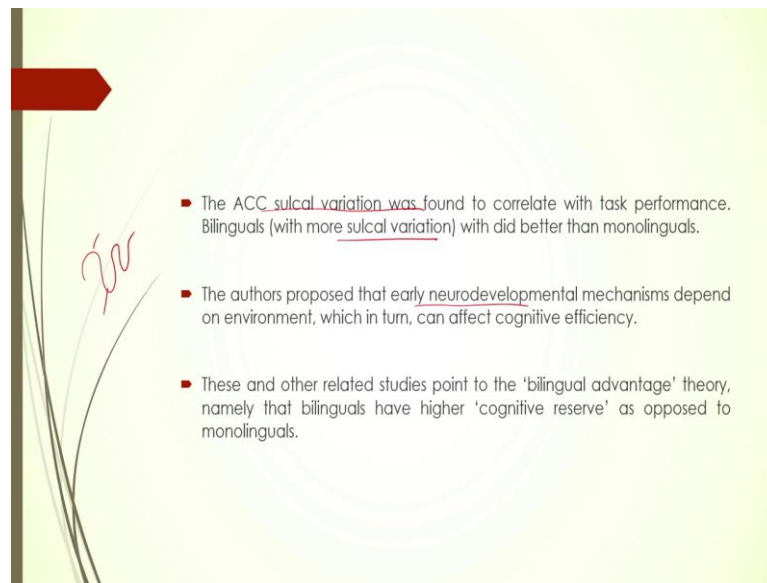 The ACC sulcal variation was found to correlate with task performance.
Bilinguals (with more sulcal variation) with did better than monolinguals.
The authors proposed that early neurodevelopmental mechanisms depend
on environment, which in turn, can affect cognitive efficiency.
These and other related studies point to the ‘bilingual advantage’ theory,
namely that bilinguals have higher ‘cognitive reserve’ as opposed to
monolinguals.